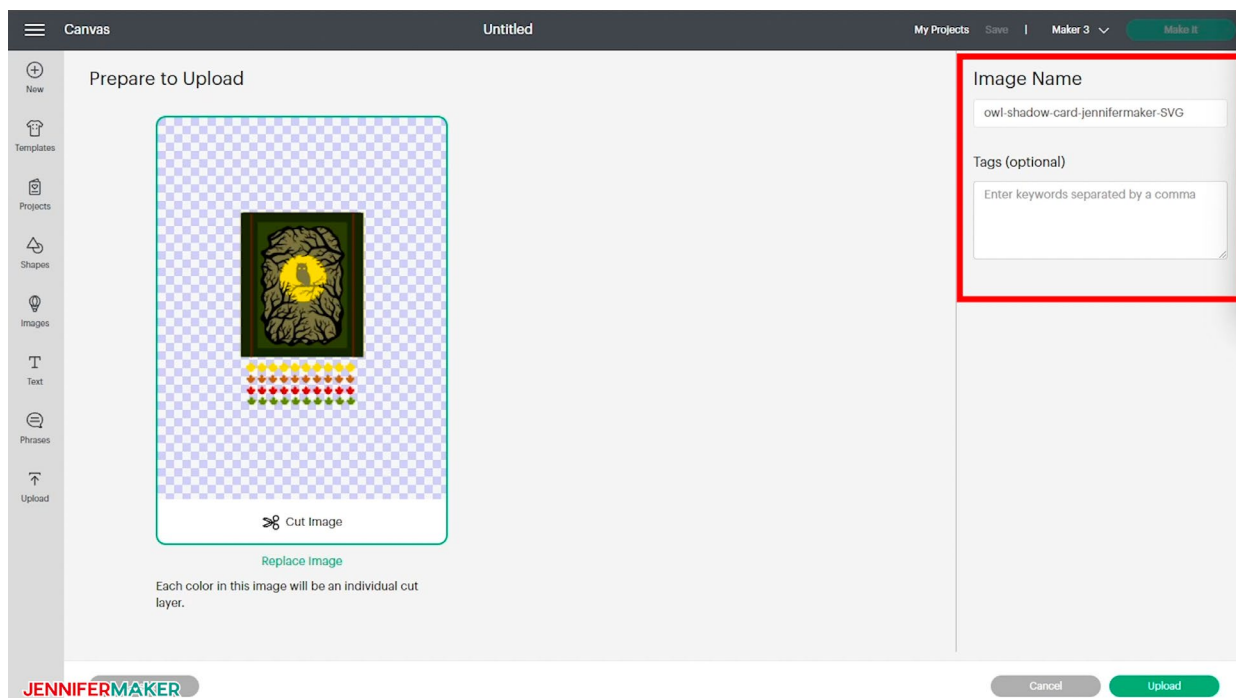 Canvas
Untitled
My Projects Save | Maker 3 Make It
New
Templates
Projects
Shapes
Images
Text
Phrases
Upload
Prepare to Upload
Cut Image
Replace Image
Each color in this image will be an individual cut
layer.
Image Name
owl-shadow-card-jennifermaker-SVG
Tags (optional)
Enter keywords separated by a comma
JENNIFERMAKER
Cancel Upload